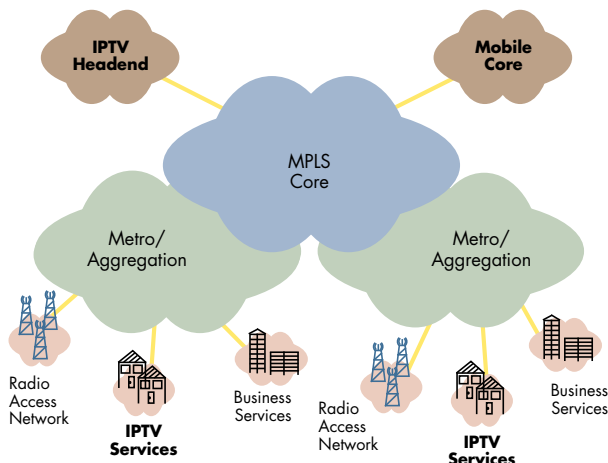 IPTV
Headend
Mobile
Core
MPLS
Core
Metro/
Aggregation
Metro/
Aggregation
Radio
Access
Network
IPTV
Services
Business
Services
Radio
Access
Network
IPTV
Services
Business
Services